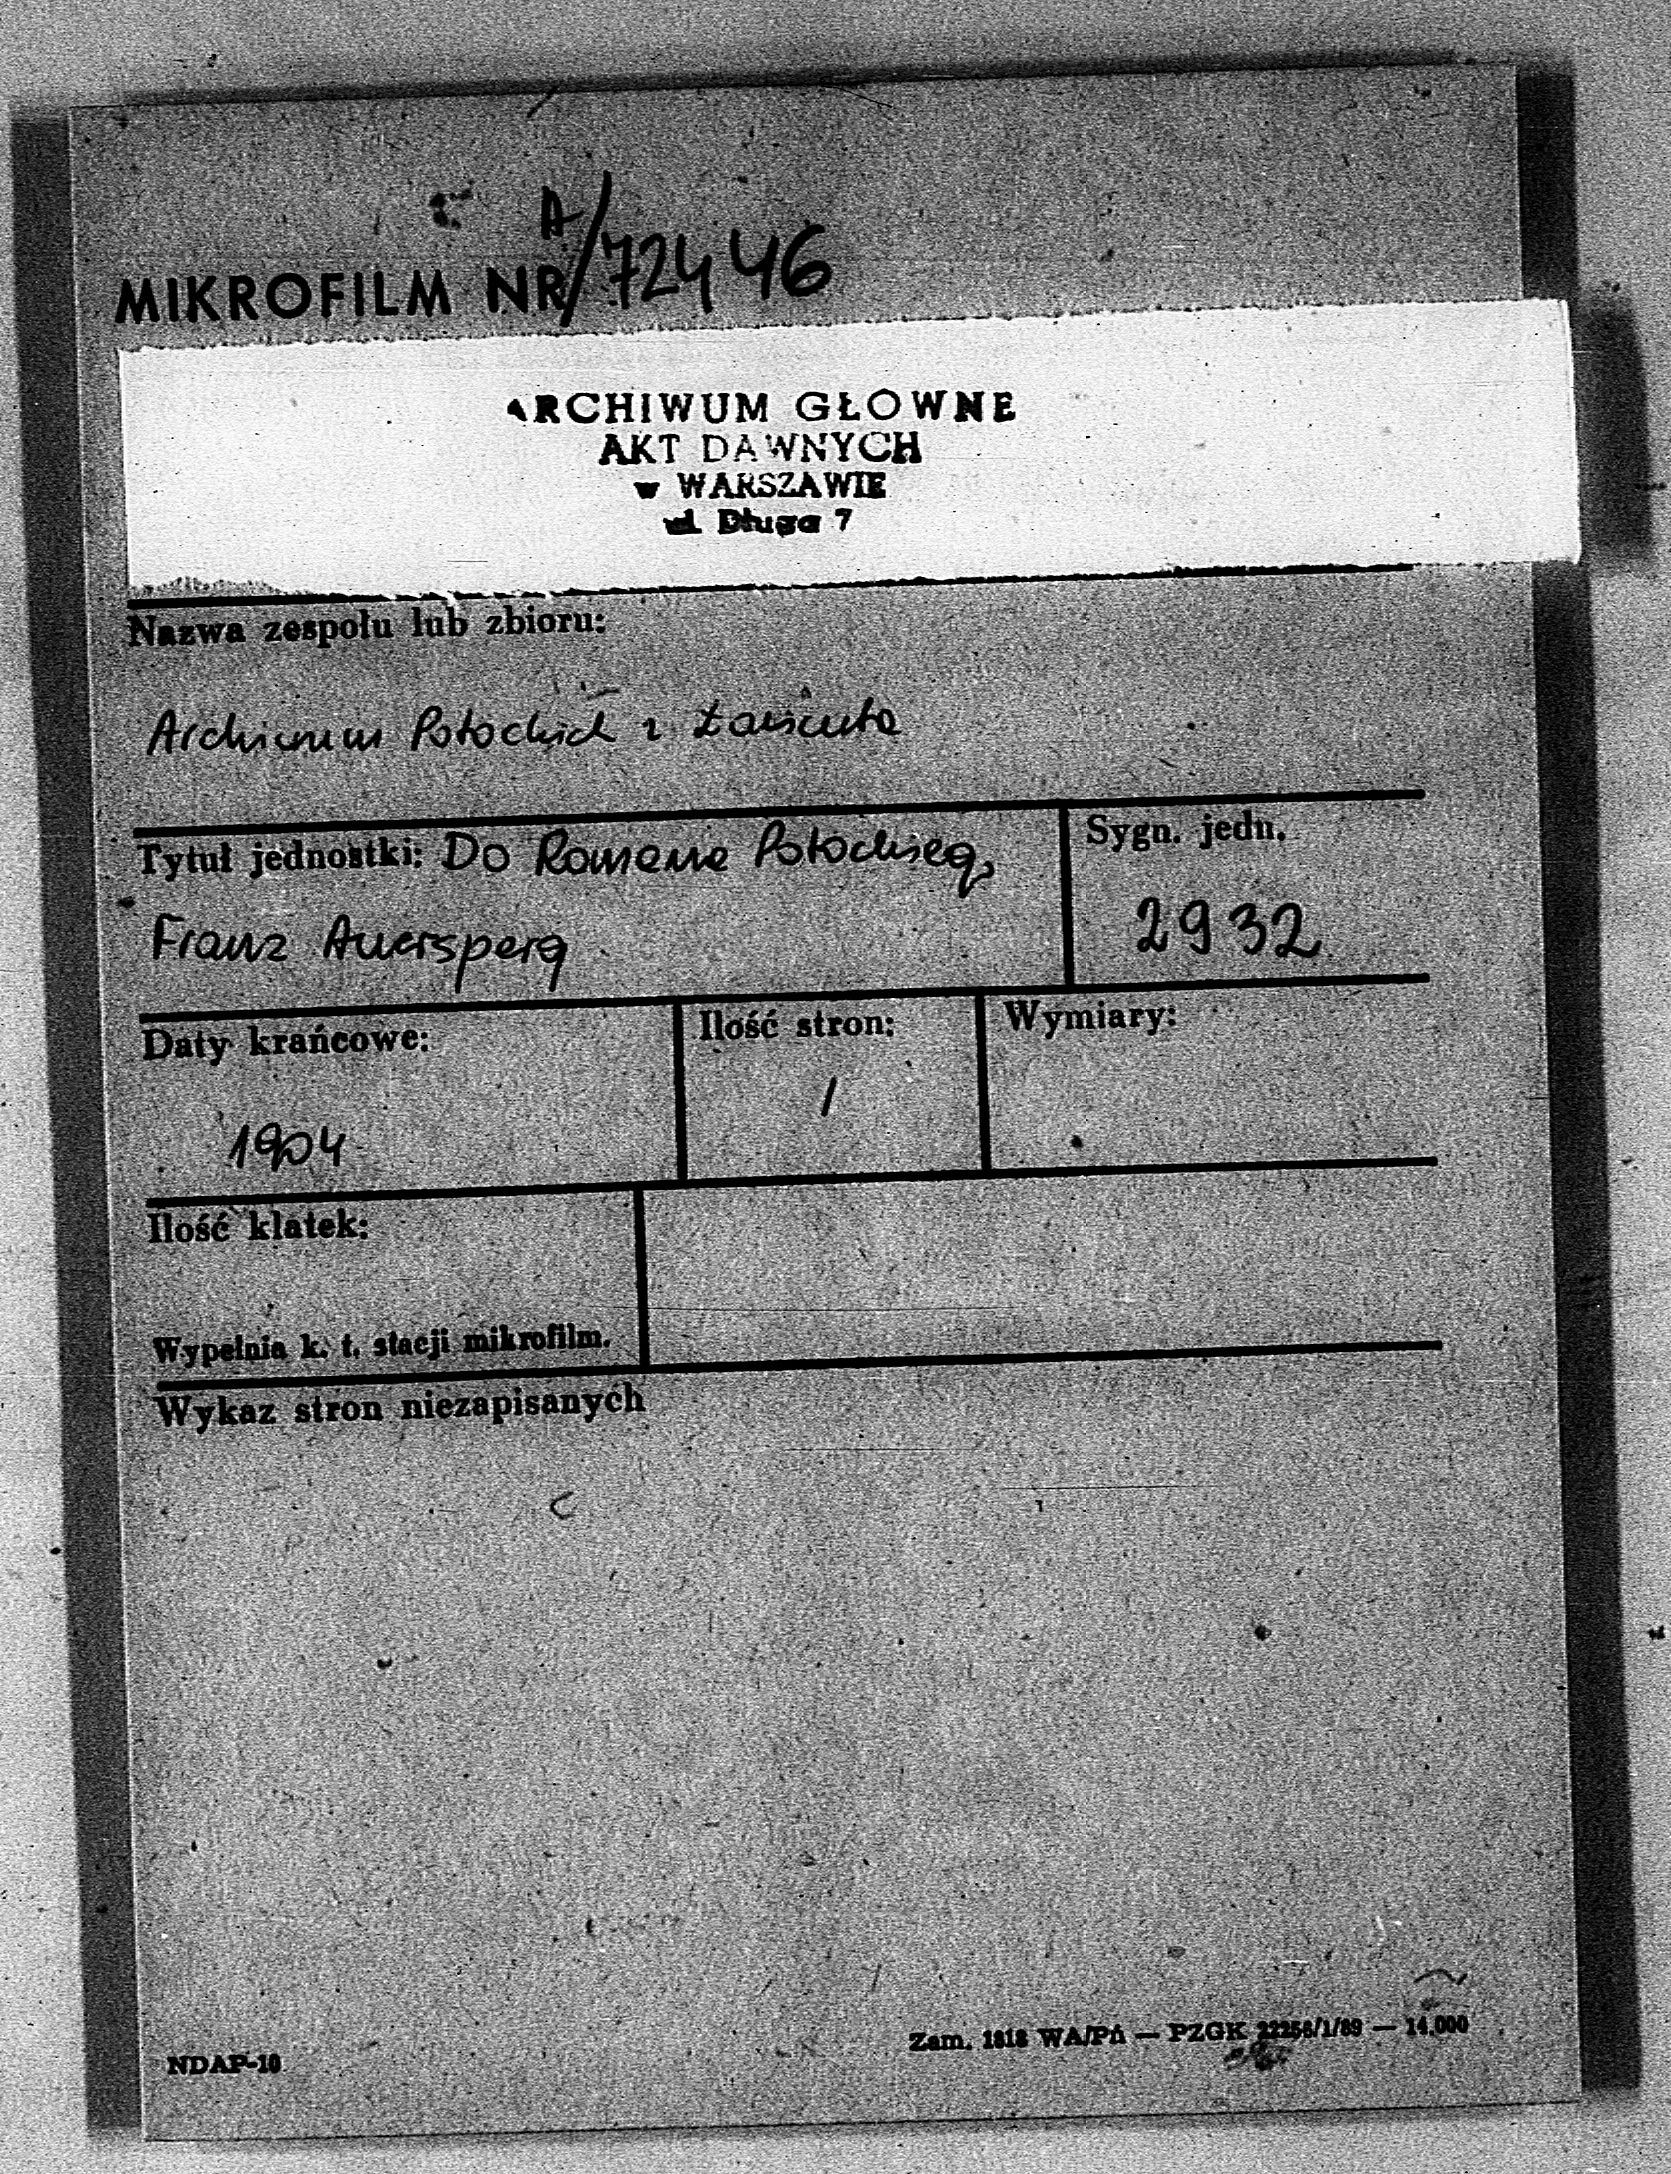 A/72446
MIKROFILM NR
ARCHIWUM GŁOWNE
AKT DAWNYCH
w WARSZAWIE
ul. Długa 7
Nazwa zespołu lub zbioru:
Archiwum Potockich z Łańcuta
Tytuł jednostki: Do Romana Potockiego,
Franz Auersperg
Sygn. jedn.
2932
Daty krańcowe:
1904
Ilość stron:
1
Wymiary:
Ilość klatek:
Wypełnia k. t. stacji mikrofilm.
Wykaz stron niezapisanych
NDAP-10
Zam. 1818 WA/Pń — PZGK 22256/1/89 — 14.000